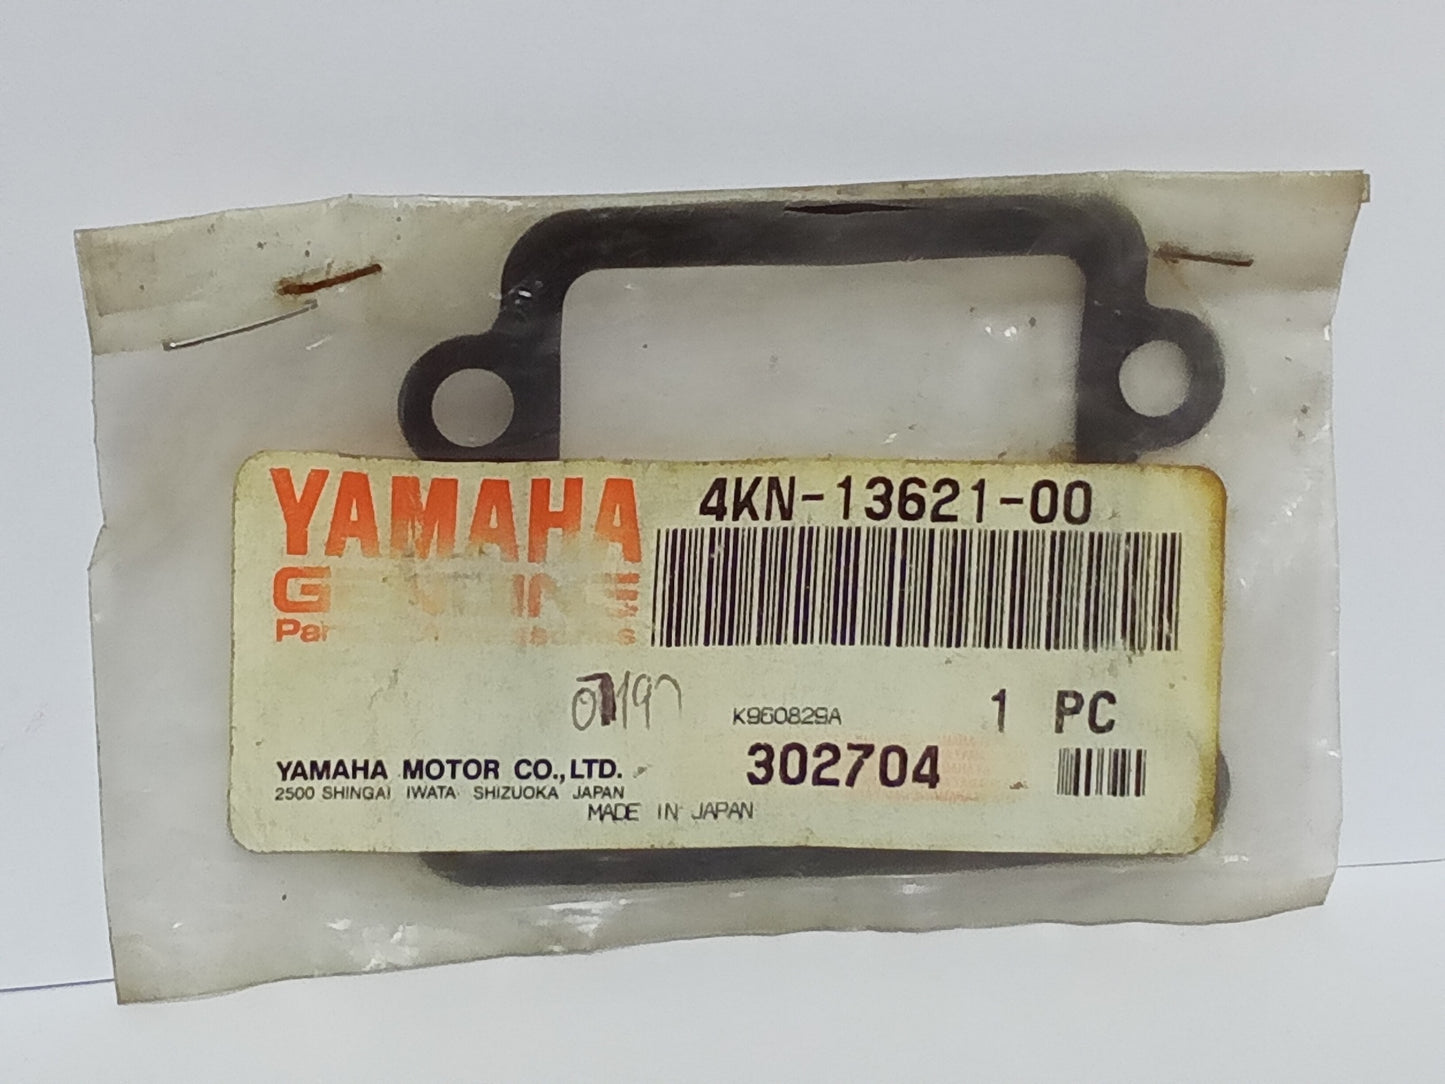 YAMAHA
GENUINE
4KN-13621-00
K960829A
1 PC
302704
YAMAHA MOTOR CO., LTD.
2500 SHINGAI IWATA SHIZUOKA JAPAN
MADE IN JAPAN